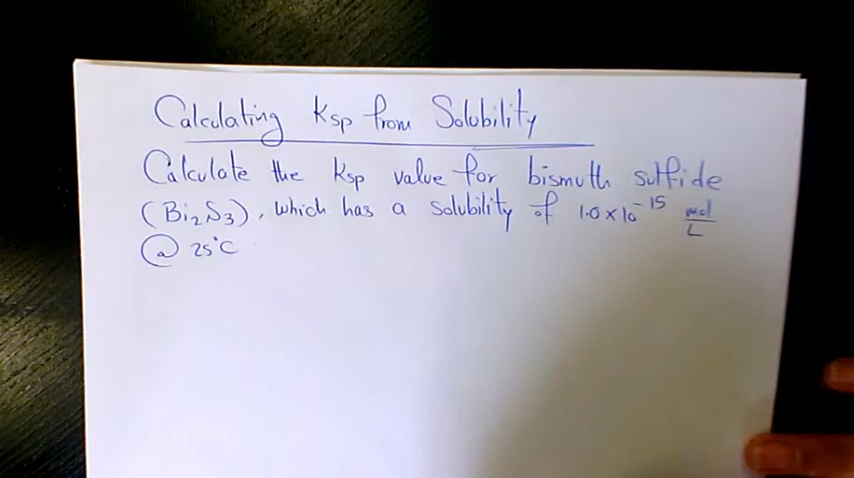 Calculating Ksp from Solubility
Calculate the Ksp value for bismuth sulfide
(Bi₂S₃), which has a solubility of 1.0 x 10⁻¹⁵ mol/L
@ 25°C